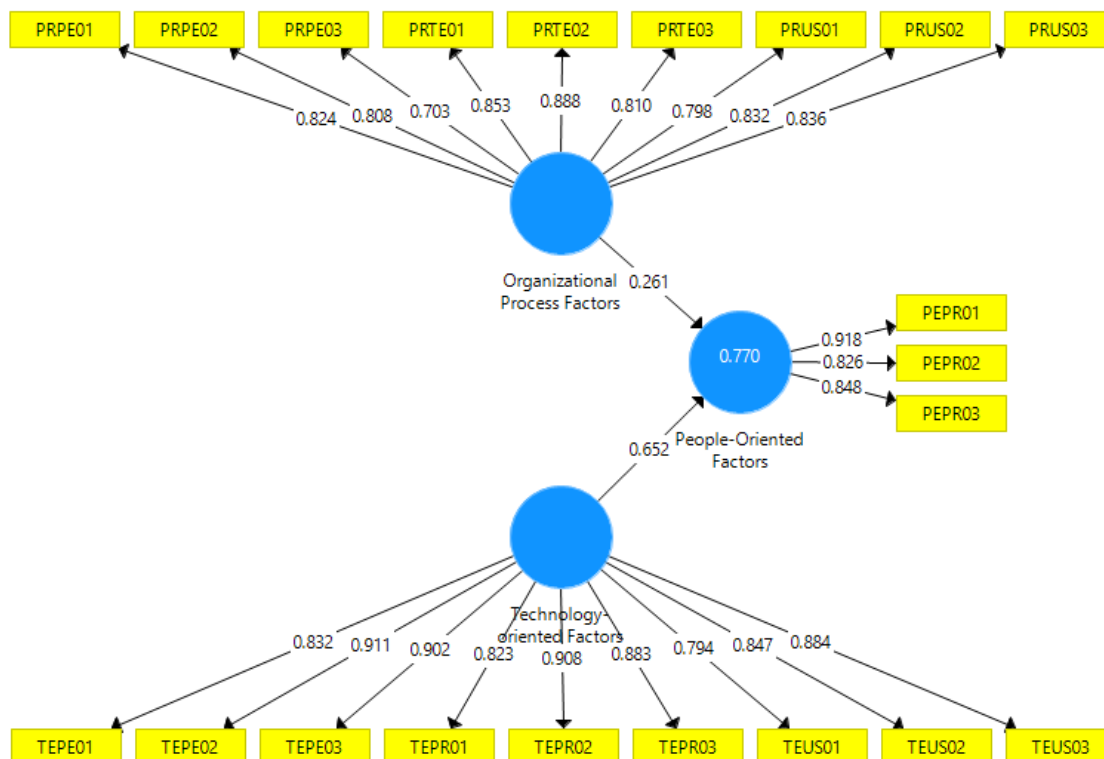 PRPE01 PRPE02 PRPE03 PRTE01 PRTE02 PRTE03 PRUS01 PRUS02 PRUS03
0.824 0.808 0.703 0.853 0.888 0.810 0.798 0.832 0.836
Organizational
Process Factors
0.261
0.770
0.918 PEPR01
0.826 PEPR02
0.848 PEPR03
People-Oriented
Factors
0.652
Technology-
oriented Factors
0.832 0.911 0.902 0.823 0.908 0.883 0.794 0.847 0.884
TEPE01 TEPE02 TEPE03 TEPR01 TEPR02 TEPR03 TEUS01 TEUS02 TEUS03